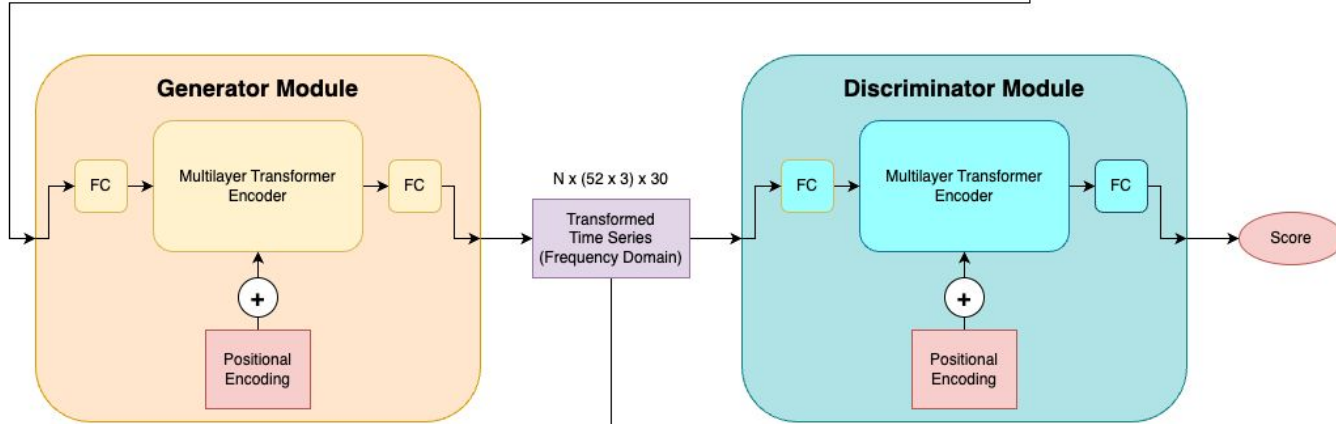 Generator Module
FC
Multilayer Transformer
Encoder
FC
+
Positional
Encoding
N x (52 x 3) x 30
Transformed
Time Series
(Frequency Domain)
Discriminator Module
FC
Multilayer Transformer
Encoder
FC
+
Positional
Encoding
Score